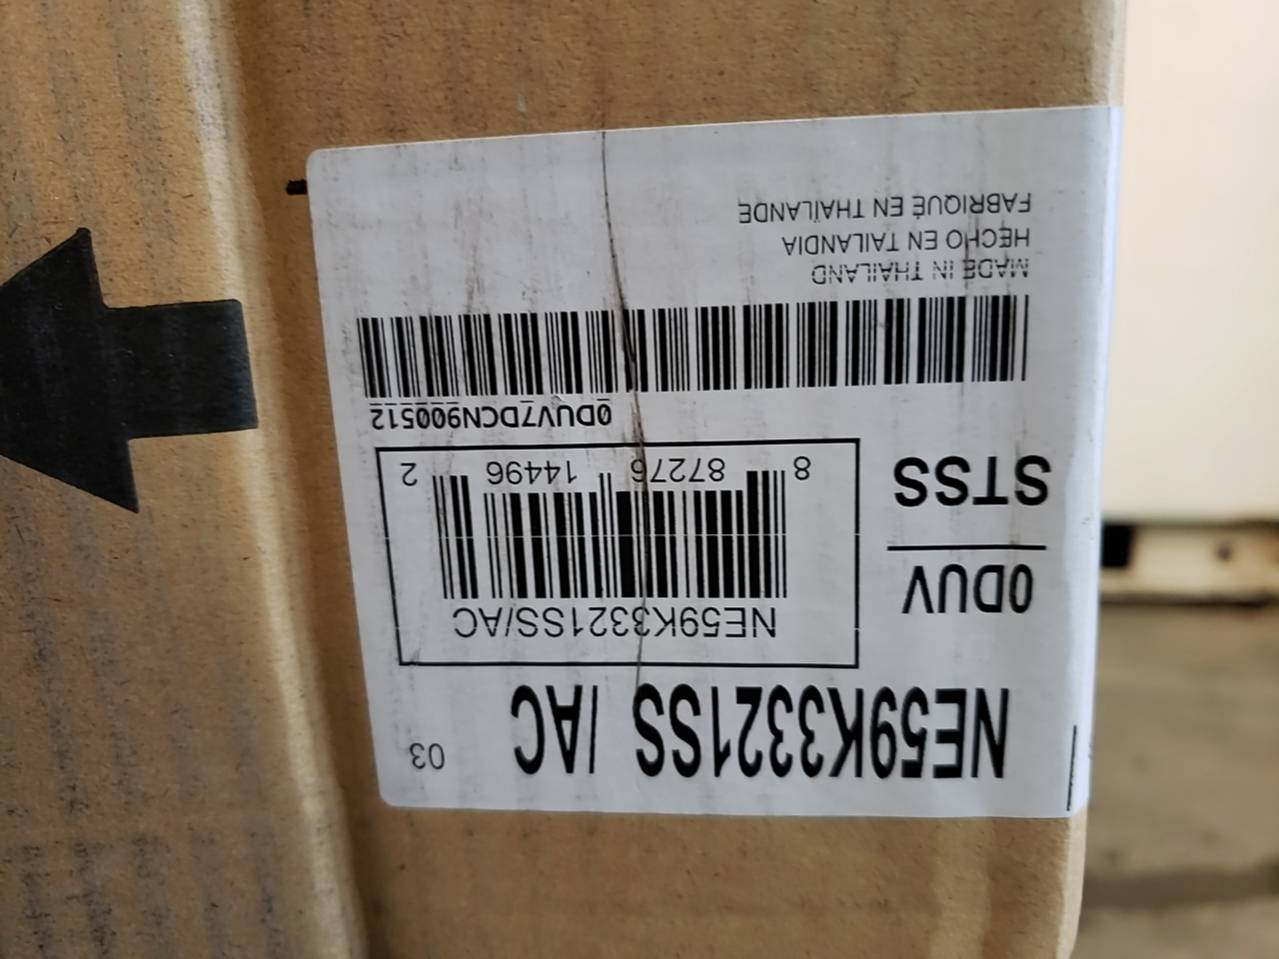 NE59K3321SS /AC
03
NE59K3321SS/AC
8 87276 14496 2
0DUV
STSS
0DUV7DCN900512
MADE IN THAILAND
HECHO EN TAILANDIA
FABRIQUÉ EN THAÏLANDE